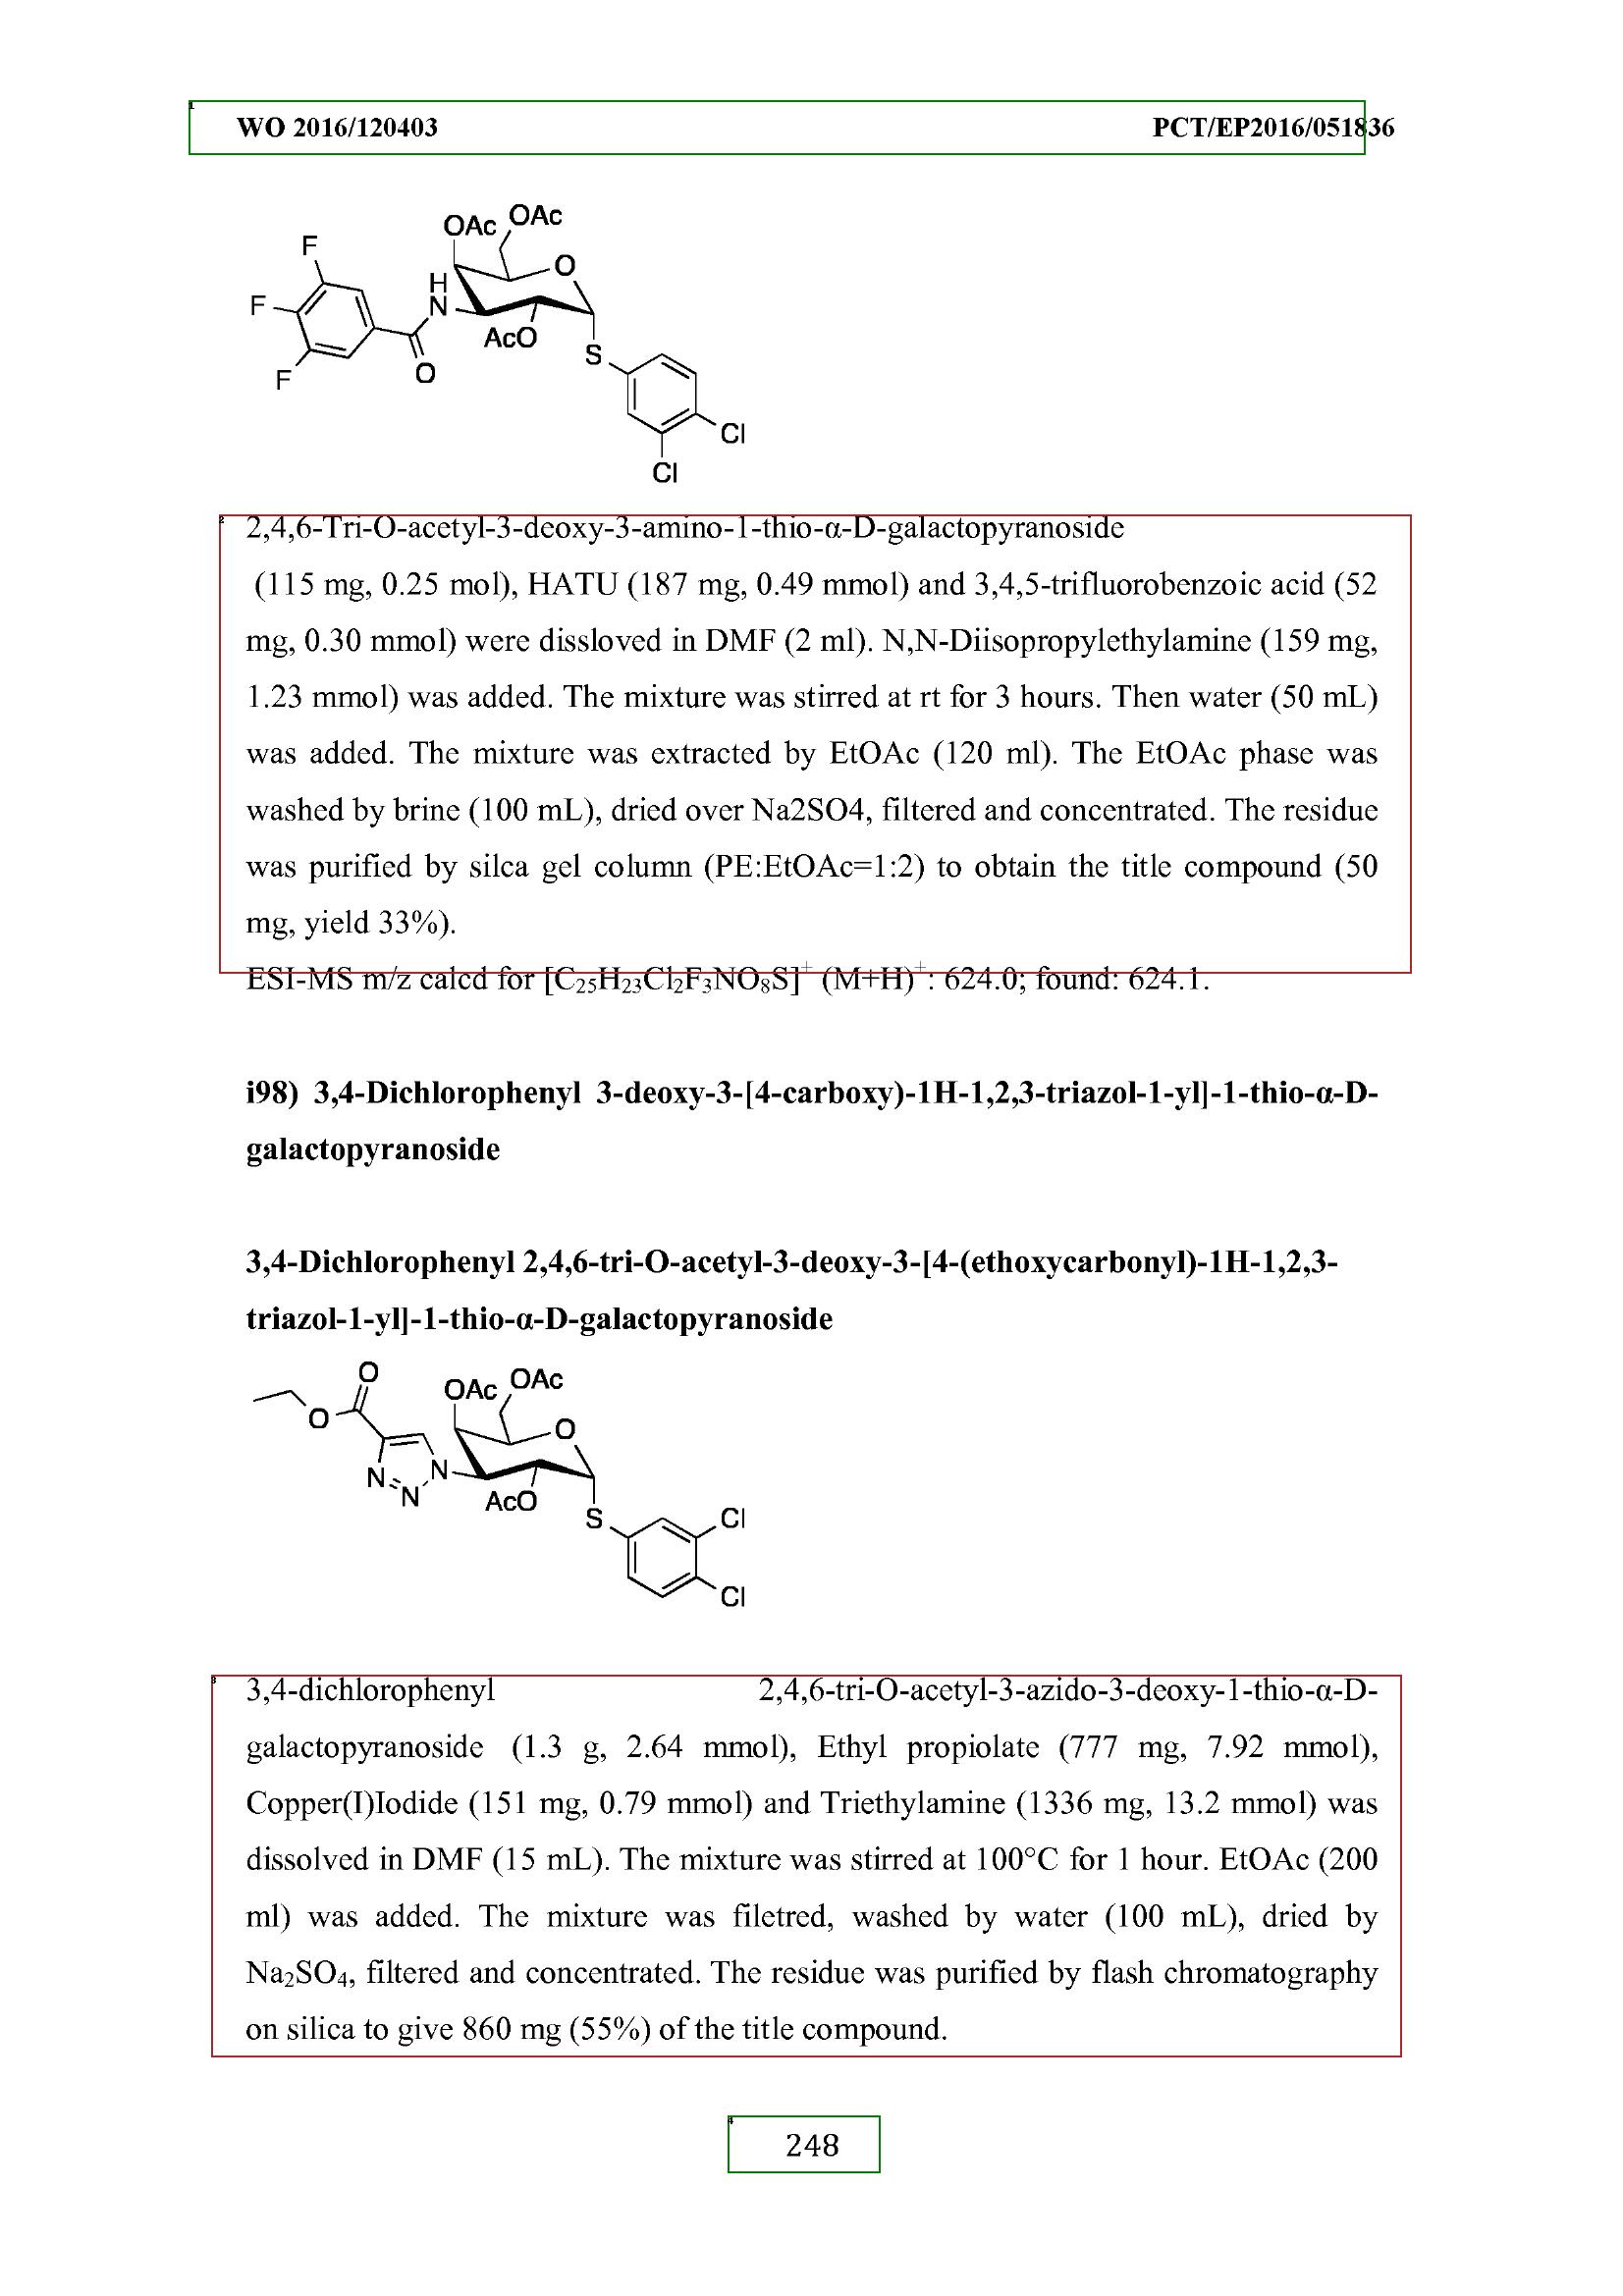 1
WO 2016/120403 PCT/EP2016/051836
OAc OAc
F
O
H
F N
AcO
S
F O
Cl
Cl
2
2,4,6-Tri-O-acetyl-3-deoxy-3-amino-1-thio-α-D-galactopyranoside
(115 mg, 0.25 mol), HATU (187 mg, 0.49 mmol) and 3,4,5-trifluorobenzoic acid (52
mg, 0.30 mmol) were dissloved in DMF (2 ml). N,N-Diisopropylethylamine (159 mg,
1.23 mmol) was added. The mixture was stirred at rt for 3 hours. Then water (50 mL)
was added. The mixture was extracted by EtOAc (120 ml). The EtOAc phase was
washed by brine (100 mL), dried over Na2SO4, filtered and concentrated. The residue
was purified by silca gel column (PE:EtOAc=1:2) to obtain the title compound (50
mg, yield 33%).
ESI-MS m/z calcd for [C₂₅H₂₃Cl₂F₃NO₈S]⁺ (M+H)⁺: 624.0; found: 624.1.
i98) 3,4-Dichlorophenyl 3-deoxy-3-[4-carboxy)-1H-1,2,3-triazol-1-yl]-1-thio-α-D-
galactopyranoside
3,4-Dichlorophenyl 2,4,6-tri-O-acetyl-3-deoxy-3-[4-(ethoxycarbonyl)-1H-1,2,3-
triazol-1-yl]-1-thio-α-D-galactopyranoside
O OAc OAc
O O
N N
N AcO
S Cl
Cl
3
3,4-dichlorophenyl 2,4,6-tri-O-acetyl-3-azido-3-deoxy-1-thio-α-D-
galactopyranoside (1.3 g, 2.64 mmol), Ethyl propiolate (777 mg, 7.92 mmol),
Copper(I)Iodide (151 mg, 0.79 mmol) and Triethylamine (1336 mg, 13.2 mmol) was
dissolved in DMF (15 mL). The mixture was stirred at 100°C for 1 hour. EtOAc (200
ml) was added. The mixture was filetred, washed by water (100 mL), dried by
Na₂SO₄, filtered and concentrated. The residue was purified by flash chromatography
on silica to give 860 mg (55%) of the title compound.
4
248